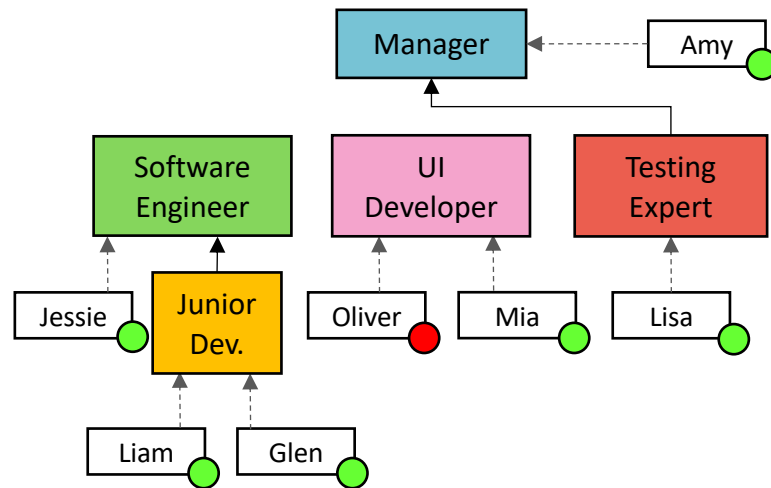 Manager
Amy
Software
Engineer
UI
Developer
Testing
Expert
Jessie
Junior
Dev.
Oliver
Mia
Lisa
Liam
Glen